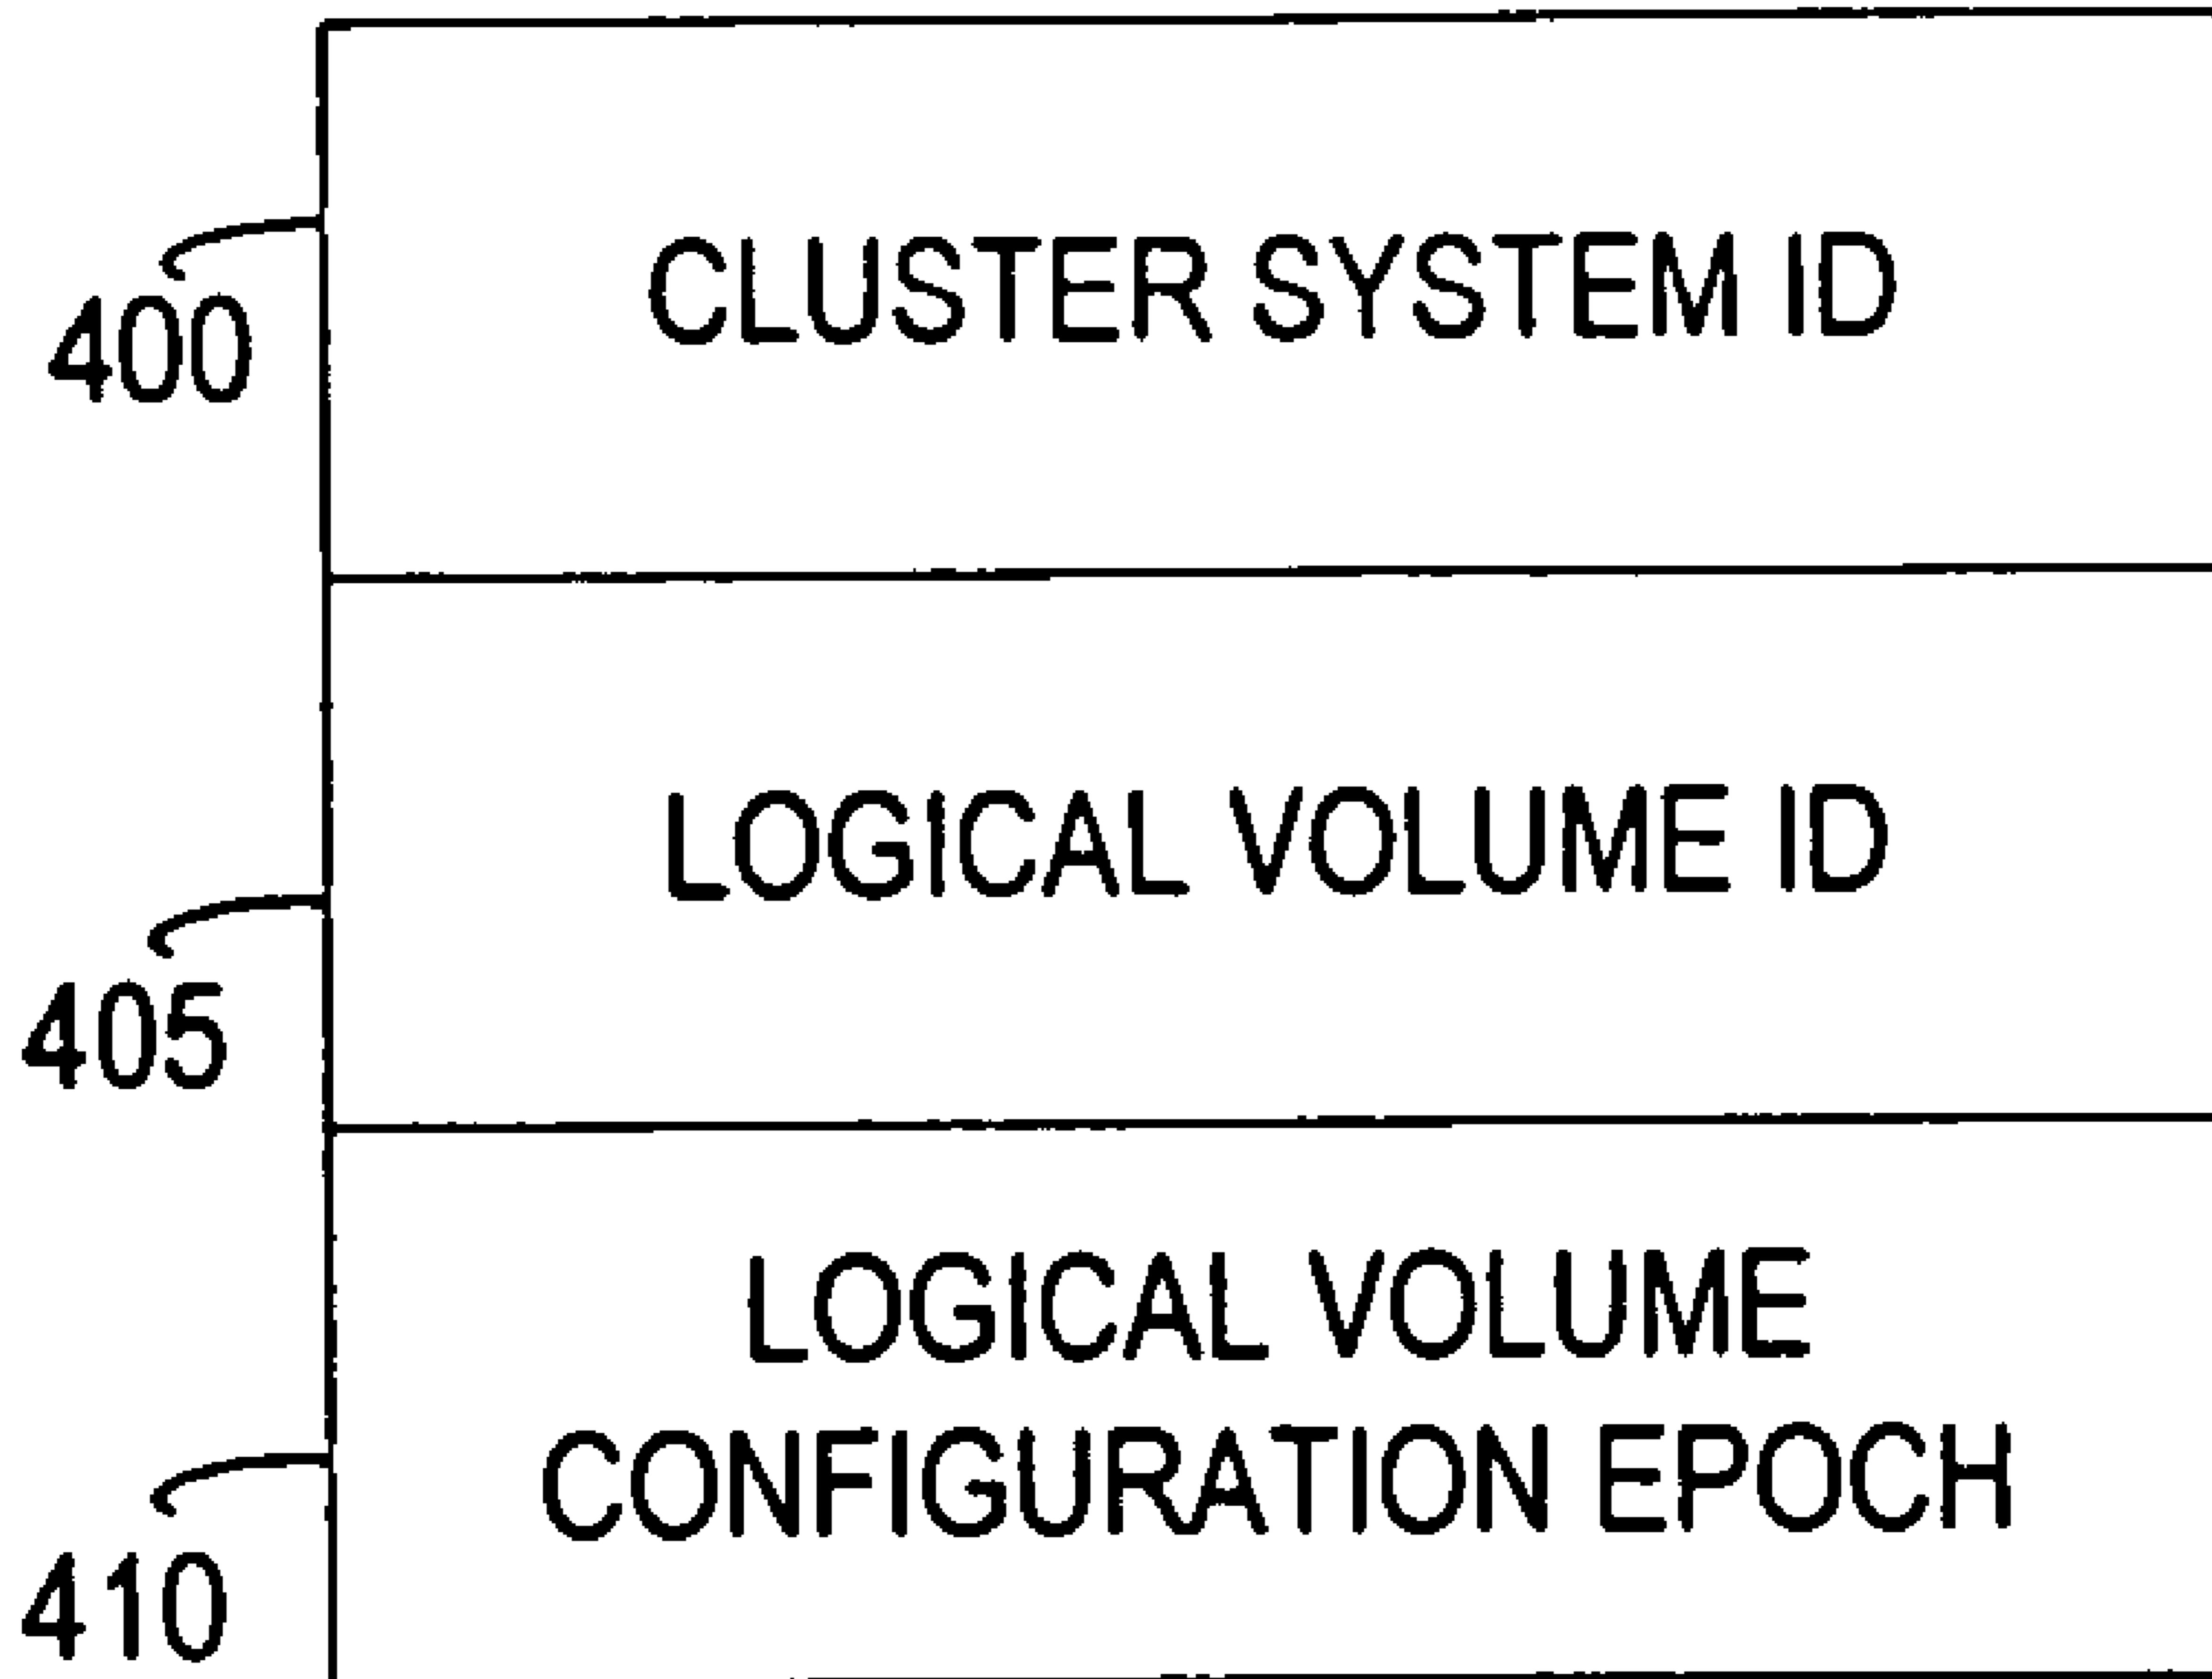 CLUSTER SYSTEM ID
400
LOGICAL VOLUME ID
405
LOGICAL VOLUME
CONFIGURATION EPOCH
410